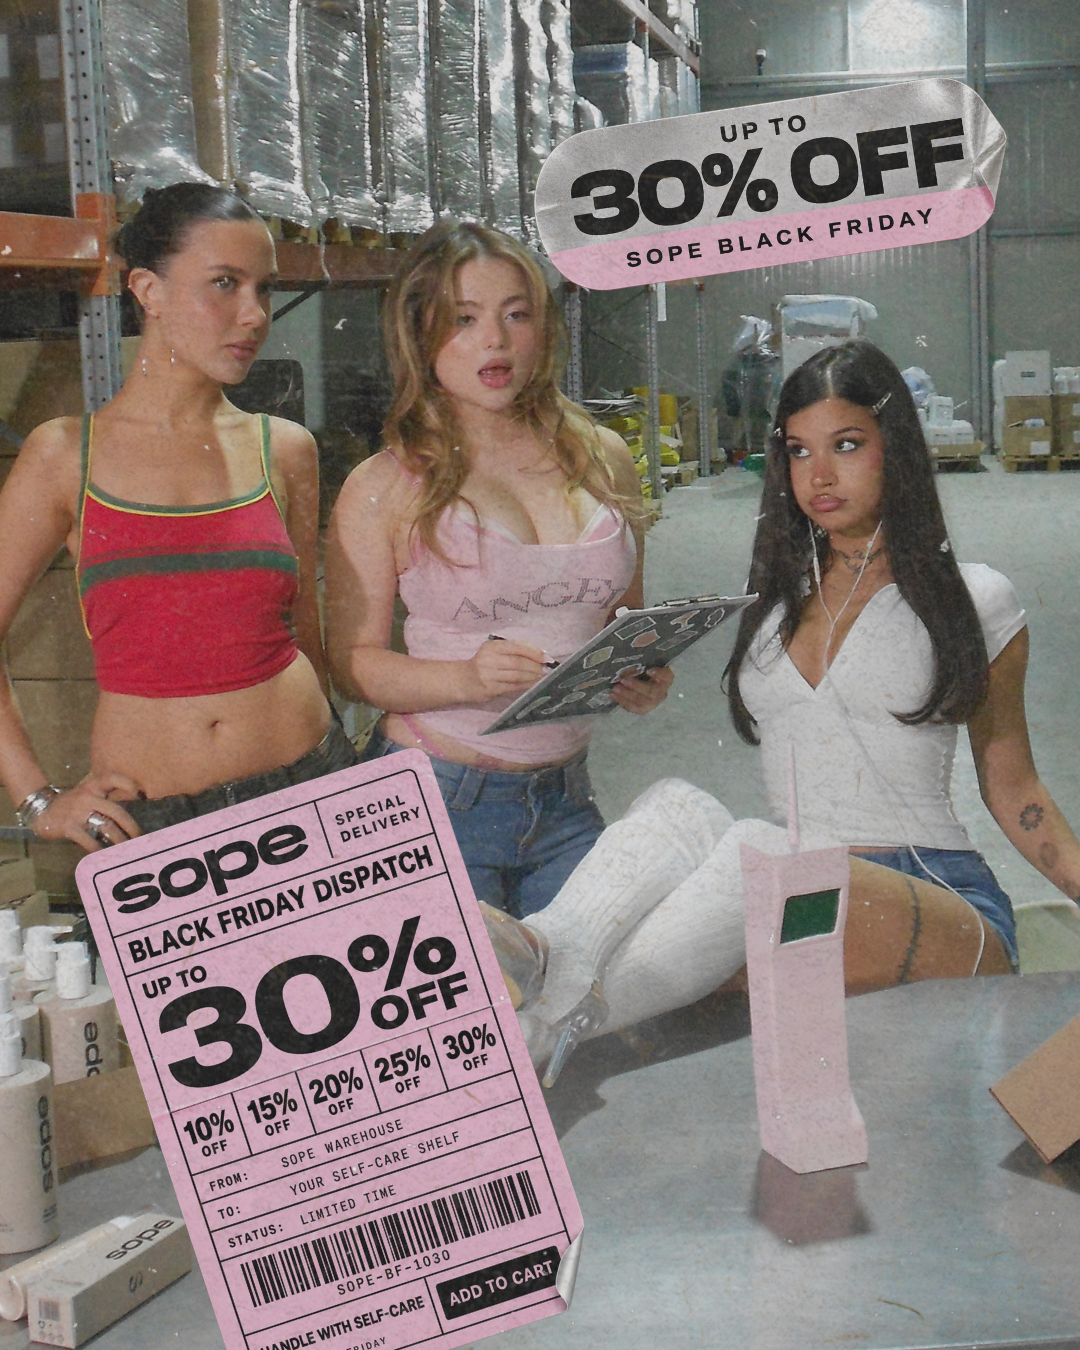 UP TO
30% OFF
SOPE BLACK FRIDAY
ANGEL
sope
SPECIAL
DELIVERY
BLACK FRIDAY DISPATCH
UP TO
30%
OFF
10%
OFF
15%
OFF
20%
OFF
25%
OFF
30%
OFF
FROM: SOPE WAREHOUSE
TO: YOUR SELF-CARE SHELF
STATUS: LIMITED TIME
SOPE-BF-1030
HANDLE WITH SELF-CARE
ADD TO CART
sope
sope